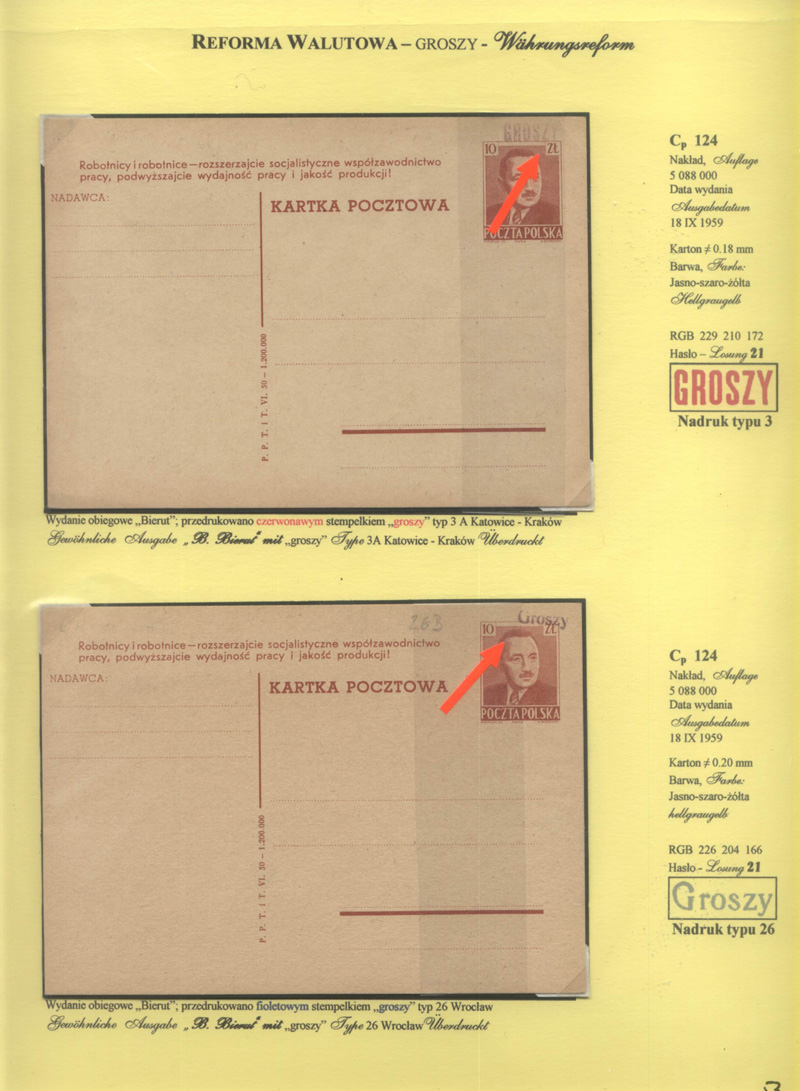 REFORMA WALUTOWA – GROSZY - Währungsreform
GROSZY
10 ZŁ
POCZTA POLSKA
Robotnicy i robotnice—rozszerzajcie socjalistyczne współzawodnictwo
pracy, podwyższajcie wydajność pracy i jakość produkcji!
NADAWCA:
KARTKA POCZTOWA
P. P. T. i T. VI. 50 – 1.200.000
Cp 124
Nakład, Auflage
5 088 000
Data wydania
Ausgabedatum
18 IX 1959
Karton ≠ 0.18 mm
Barwa, Farbe:
Jasno-szaro-żółta
Hellgraugelb
RGB 229 210 172
Hasło – Losung 21
GROSZY
Nadruk typu 3
Wydanie obiegowe „Bierut”; przedrukowano czerwonawym stempelkiem „groszy” typ 3 A Katowice - Kraków
Gewöhnliche Ausgabe „B. Bierut” mit „groszy” Type 3A Katowice - Kraków Überdruckt
263
Groszy
10 ZŁ
POCZTA POLSKA
Robotnicy i robotnice—rozszerzajcie socjalistyczne współzawodnictwo
pracy, podwyższajcie wydajność pracy i jakość produkcji!
NADAWCA:
KARTKA POCZTOWA
P. P. T. i T. VI. 50 – 1.200.000
Cp 124
Nakład, Auflage
5 088 000
Data wydania
Ausgabedatum
18 IX 1959
Karton ≠ 0.20 mm
Barwa, Farbe:
Jasno-szaro-żółta
hellgraugelb
RGB 226 204 166
Hasło - Losung 21
Groszy
Nadruk typu 26
Wydanie obiegowe „Bierut”; przedrukowano fioletowym stempelkiem „groszy” typ 26 Wrocław
Gewöhnliche Ausgabe „B. Bierut” mit „groszy” Type 26 Wrocław Überdruckt